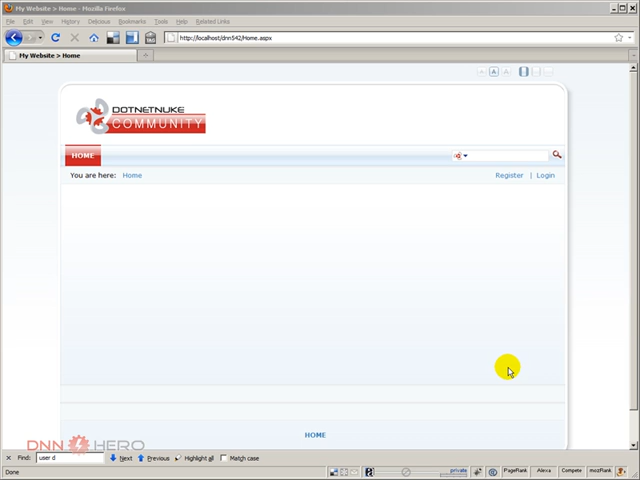 My Website > Home - Mozilla Firefox
File Edit View History Delicious Bookmarks Tools Help Related Links
http://localhost/dnn542/Home.aspx
My Website > Home
A A A
DOTNETNUKE
COMMUNITY
HOME
You are here: Home Register | Login
HOME
DNN HERO
Find: user d Next Previous Highlight all Match case
Done private PageRank Alexa Compete mozRank